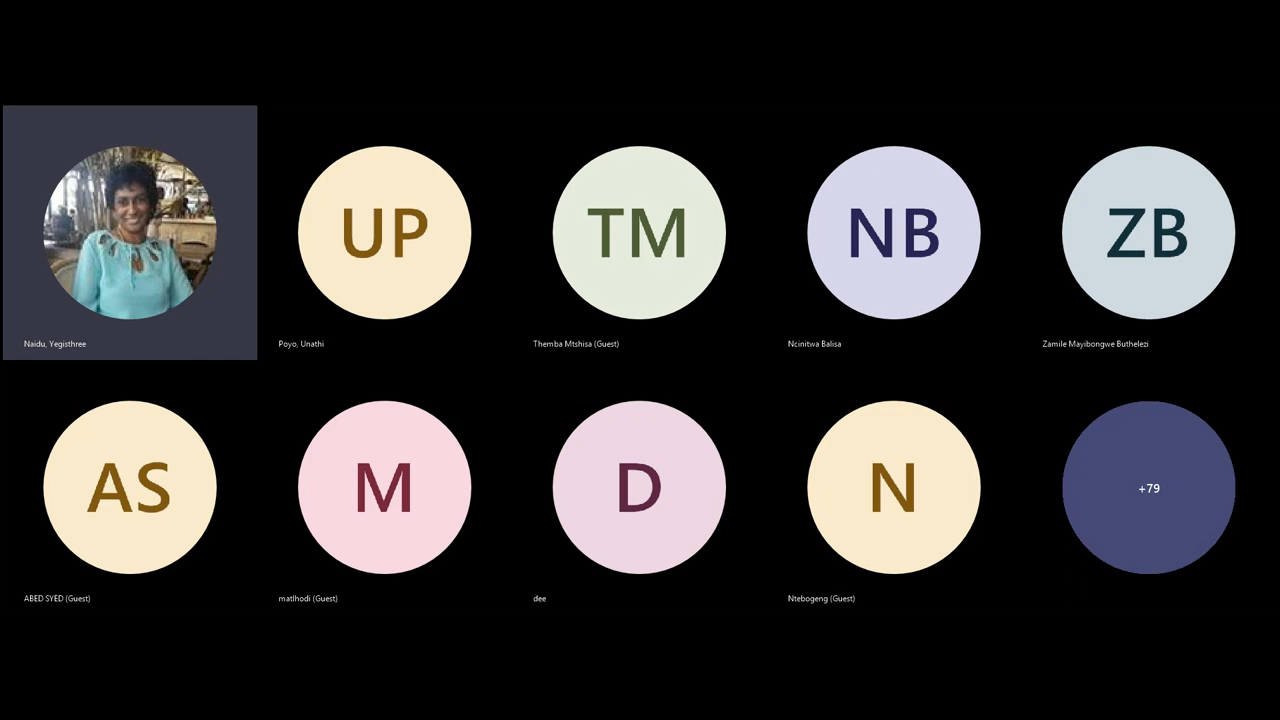 UP
TM
NB
ZB
Naidu, Yegisthree
Poyo, Unathi
Themba Mtshisa (Guest)
Ncinitwa Balisa
Zamile Mayibongwe Buthelezi
AS
M
D
N
+79
ABED SYED (Guest)
matlhodi (Guest)
dee
Ntebogeng (Guest)